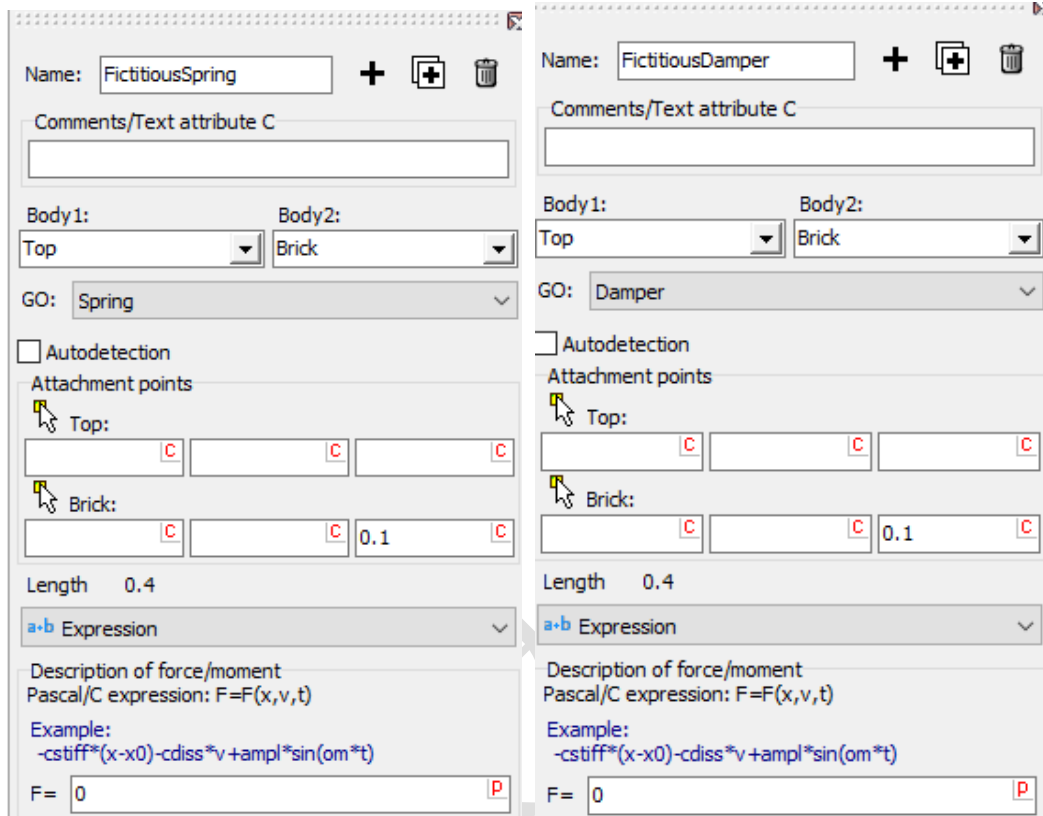 Name: FictitiousSpring
Comments/Text attribute C
Body1: Body2:
Top Brick
GO: Spring
Autodetection
Attachment points
Top:
C C C
Brick:
C C 0.1 C
Length 0.4
a+b Expression
Description of force/moment
Pascal/C expression: F=F(x,v,t)
Example:
-cstiff*(x-x0)-cdiss*v+ampl*sin(om*t)
F= 0 P
Name: FictitiousDamper
Comments/Text attribute C
Body1: Body2:
Top Brick
GO: Damper
Autodetection
Attachment points
Top:
C C C
Brick:
C C 0.1 C
Length 0.4
a+b Expression
Description of force/moment
Pascal/C expression: F=F(x,v,t)
Example:
-cstiff*(x-x0)-cdiss*v+ampl*sin(om*t)
F= 0 P